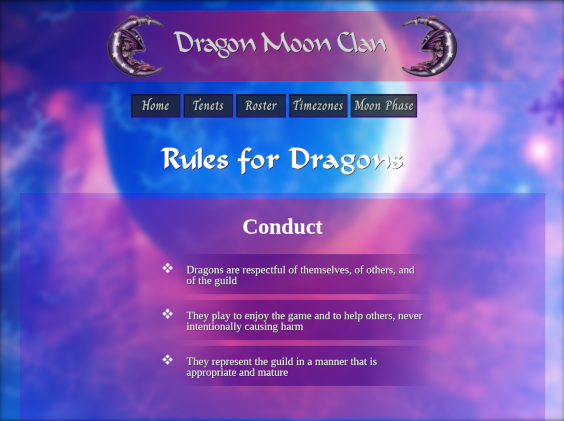 Dragon Moon Clan
Home Tenets Roster Timezones Moon Phase
Rules for Dragons
Conduct
❖ Dragons are respectful of themselves, of others, and
of the guild
❖ They play to enjoy the game and to help others, never
intentionally causing harm
❖ They represent the guild in a manner that is
appropriate and mature